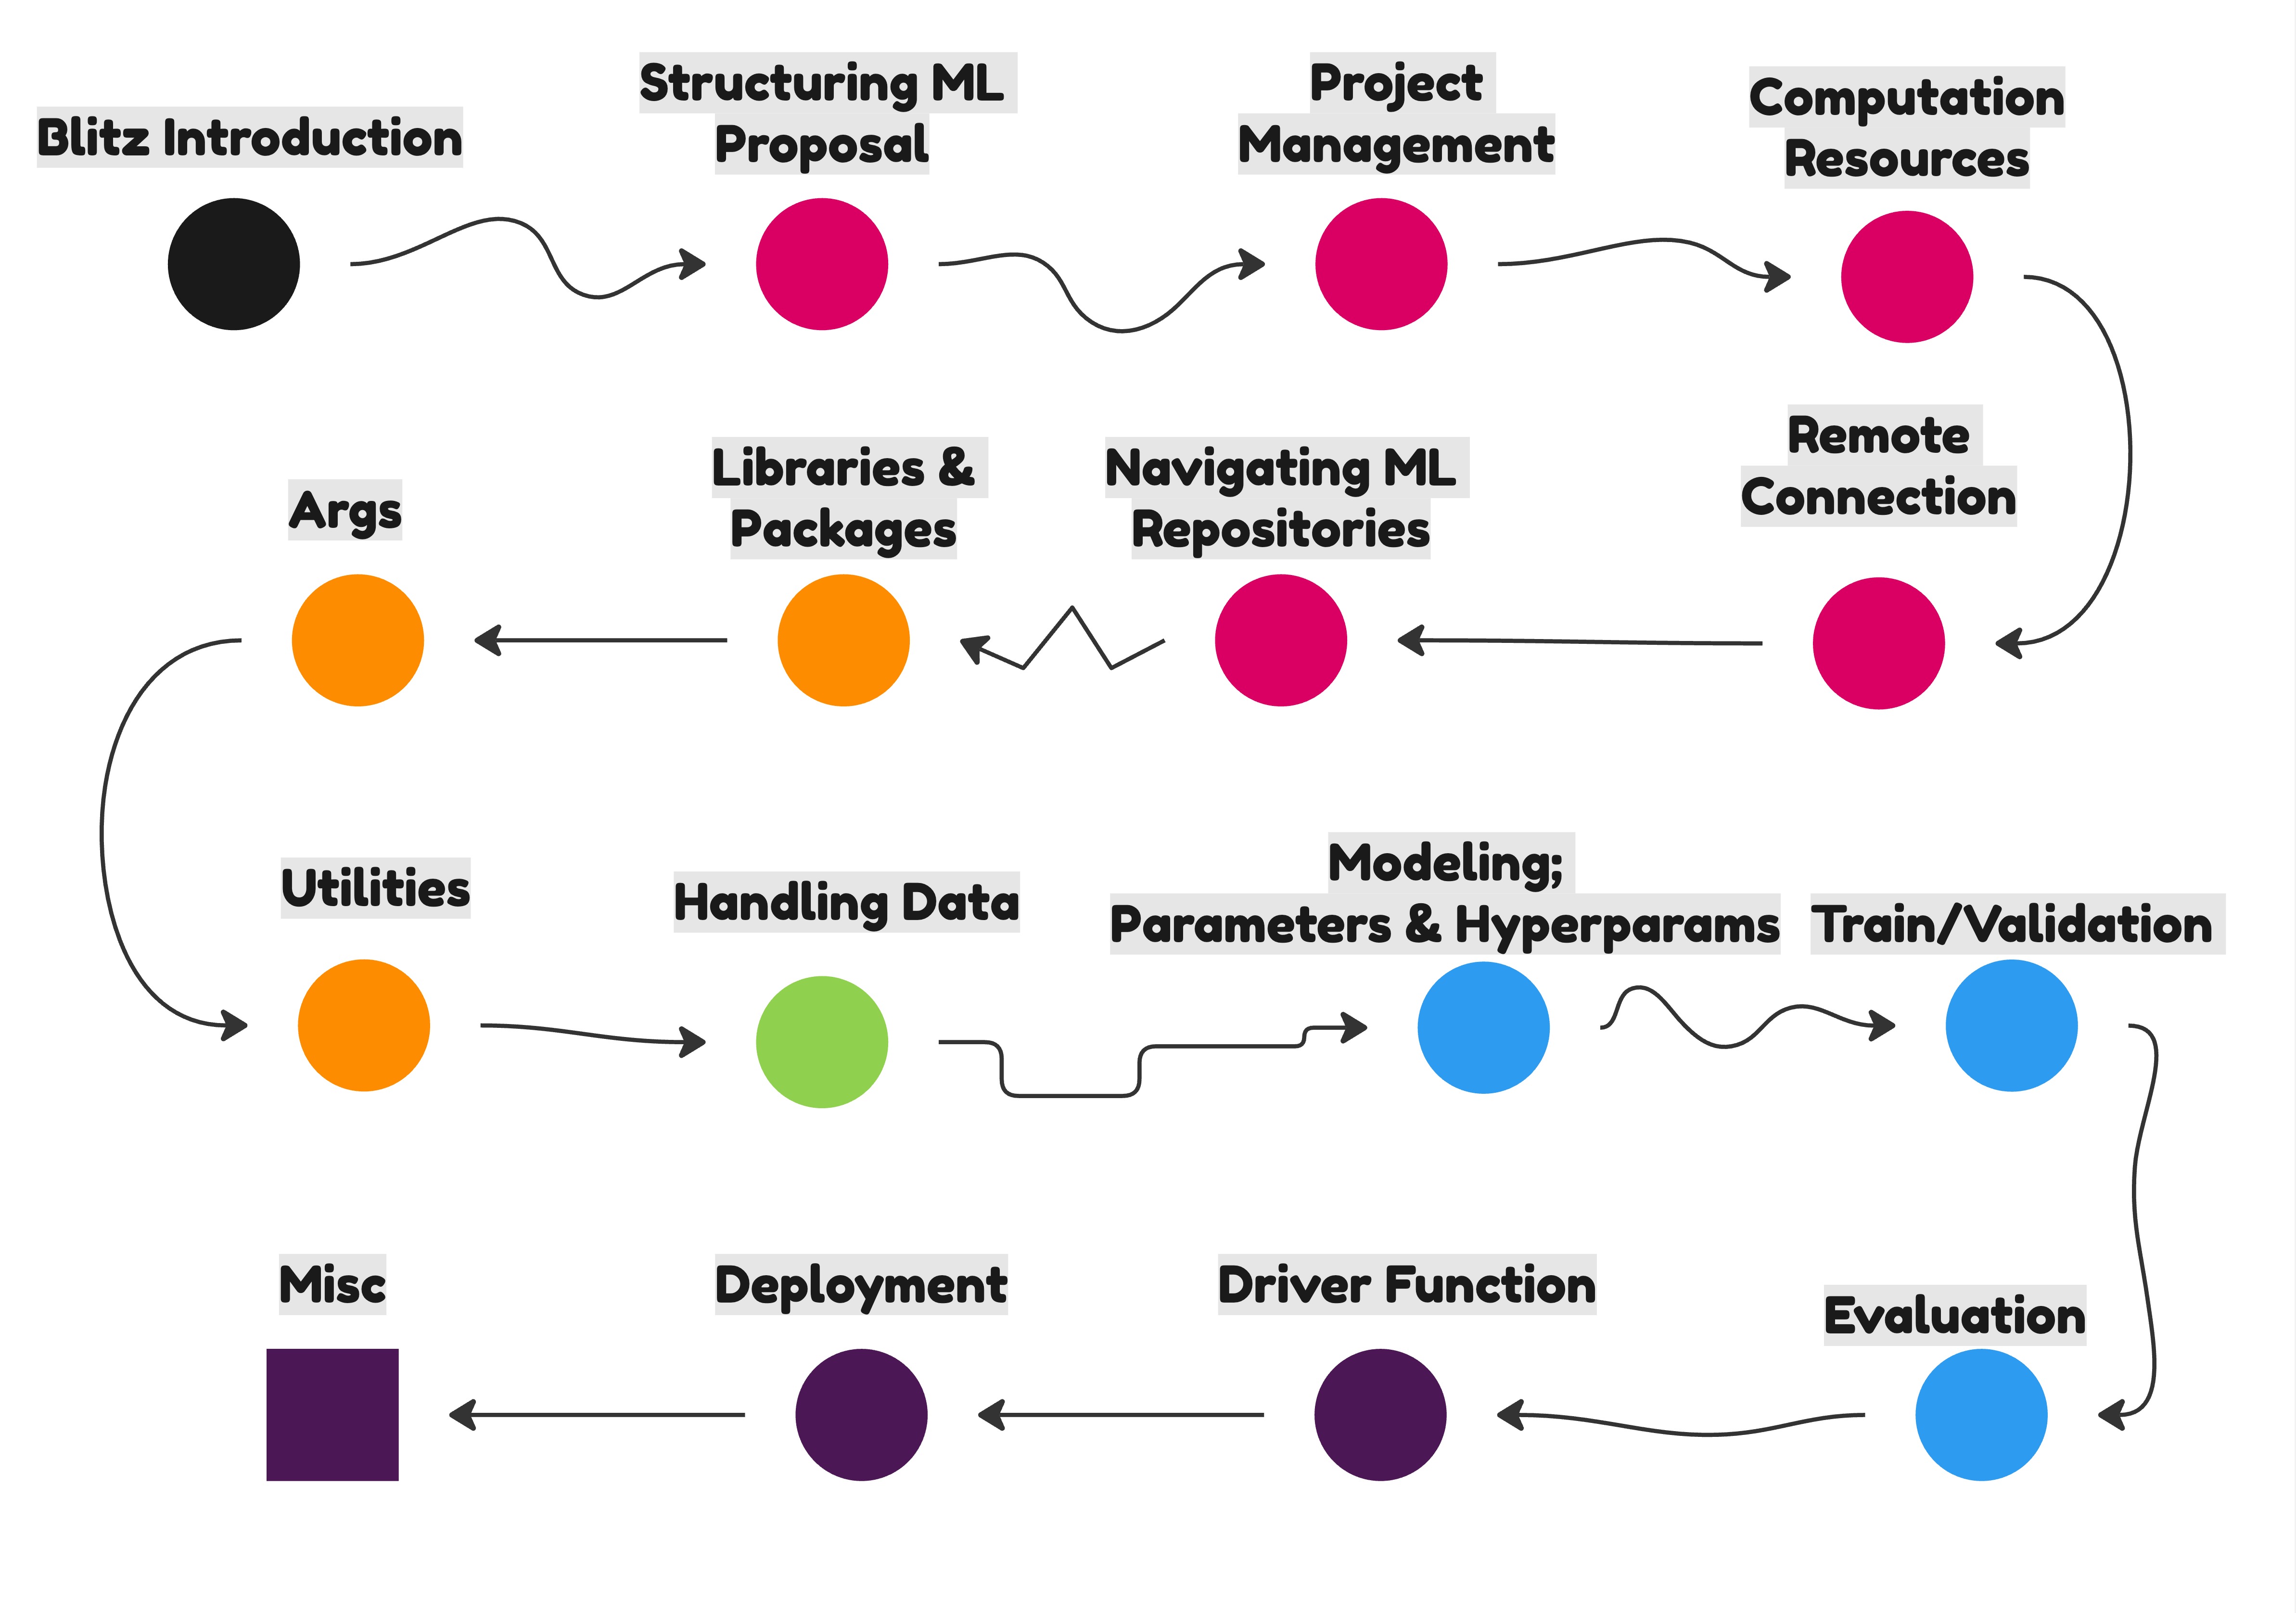 Blitz Introduction
Structuring ML
Proposal
Project
Management
Computation
Resources
Remote
Connection
Navigating ML
Repositories
Libraries &
Packages
Args
Utilities
Handling Data
Modeling;
Parameters & Hyperparams
Train/Validation
Evaluation
Driver Function
Deployment
Misc